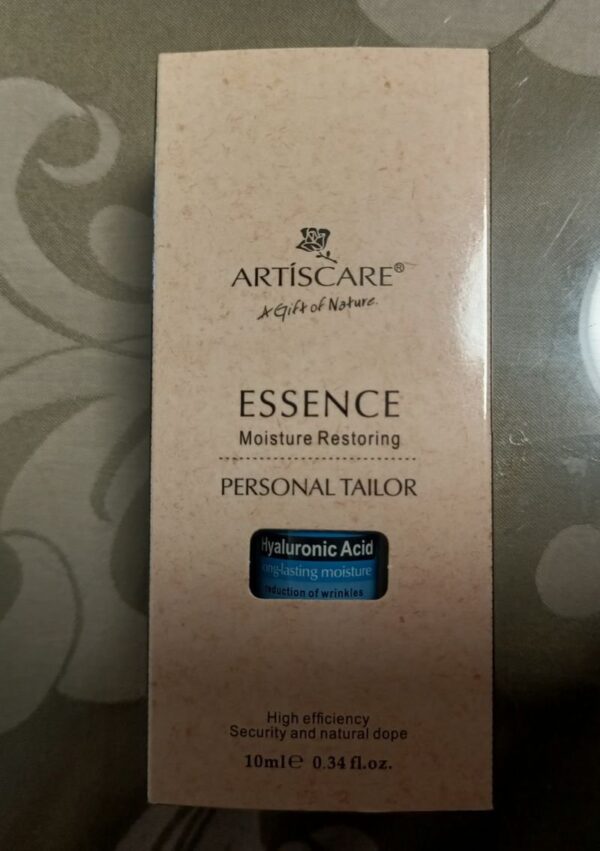 ARTÍSCARE®
A Gift of Nature.
ESSENCE
Moisture Restoring
PERSONAL TAILOR
Hyaluronic Acid
long-lasting moisture
reduction of wrinkles
High efficiency
Security and natural dope
10ml℮ 0.34 fl.oz.